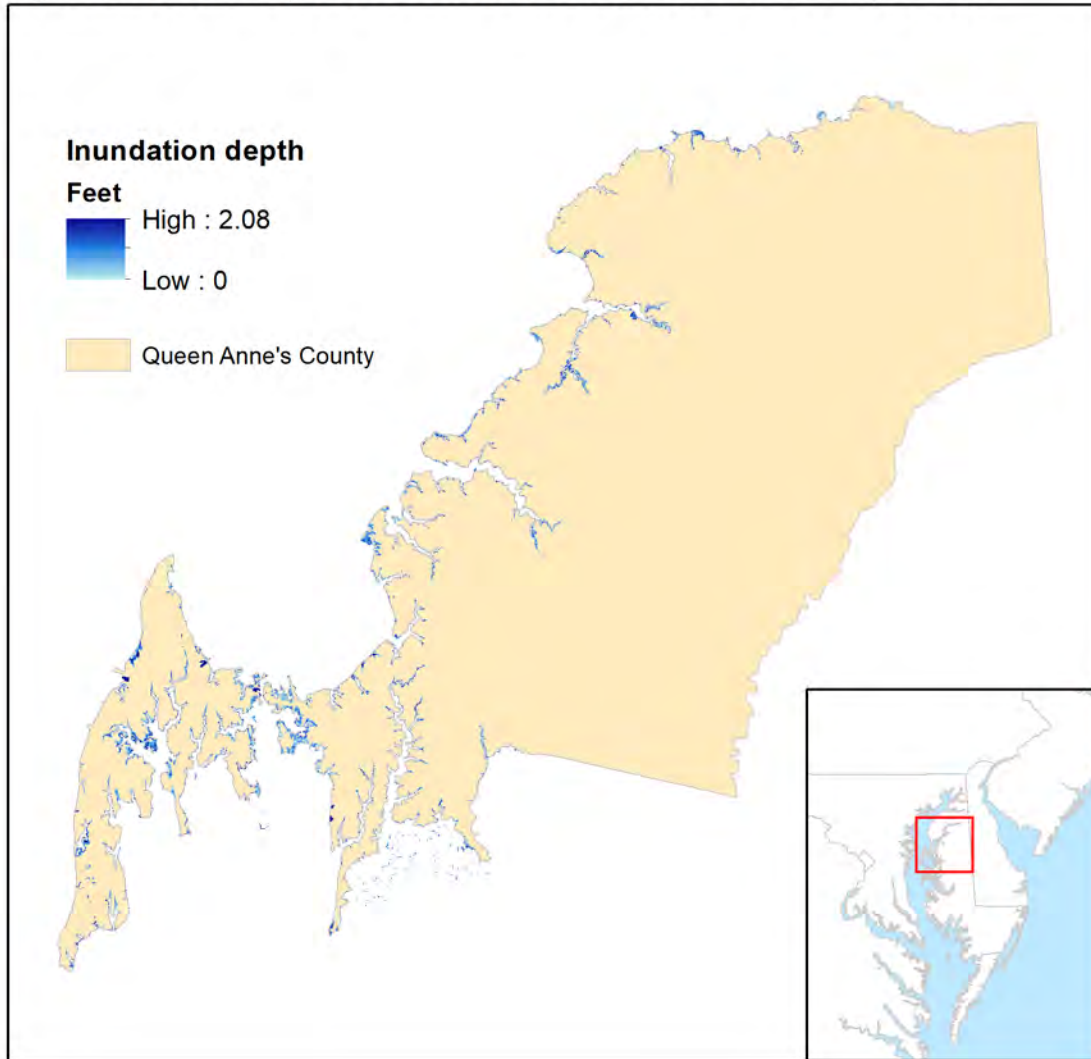 Inundation depth
Feet
High : 2.08
Low : 0
Queen Anne's County